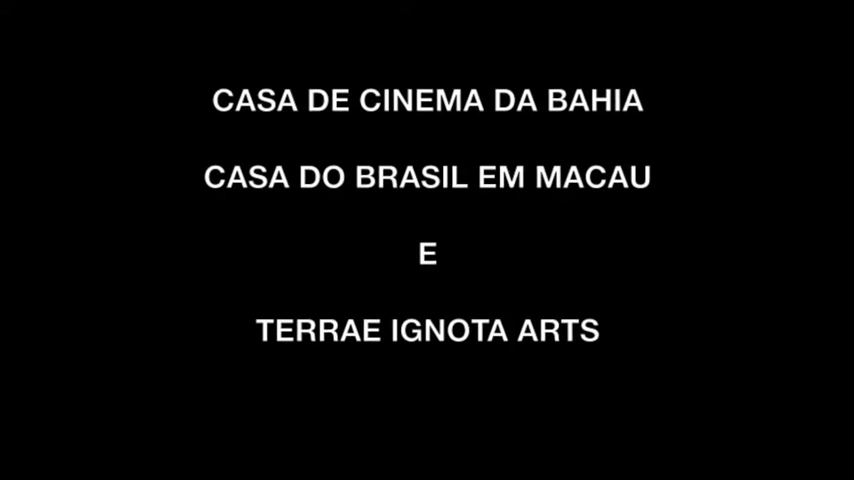 CASA DE CINEMA DA BAHIA
CASA DO BRASIL EM MACAU
E
TERRAE IGNOTA ARTS